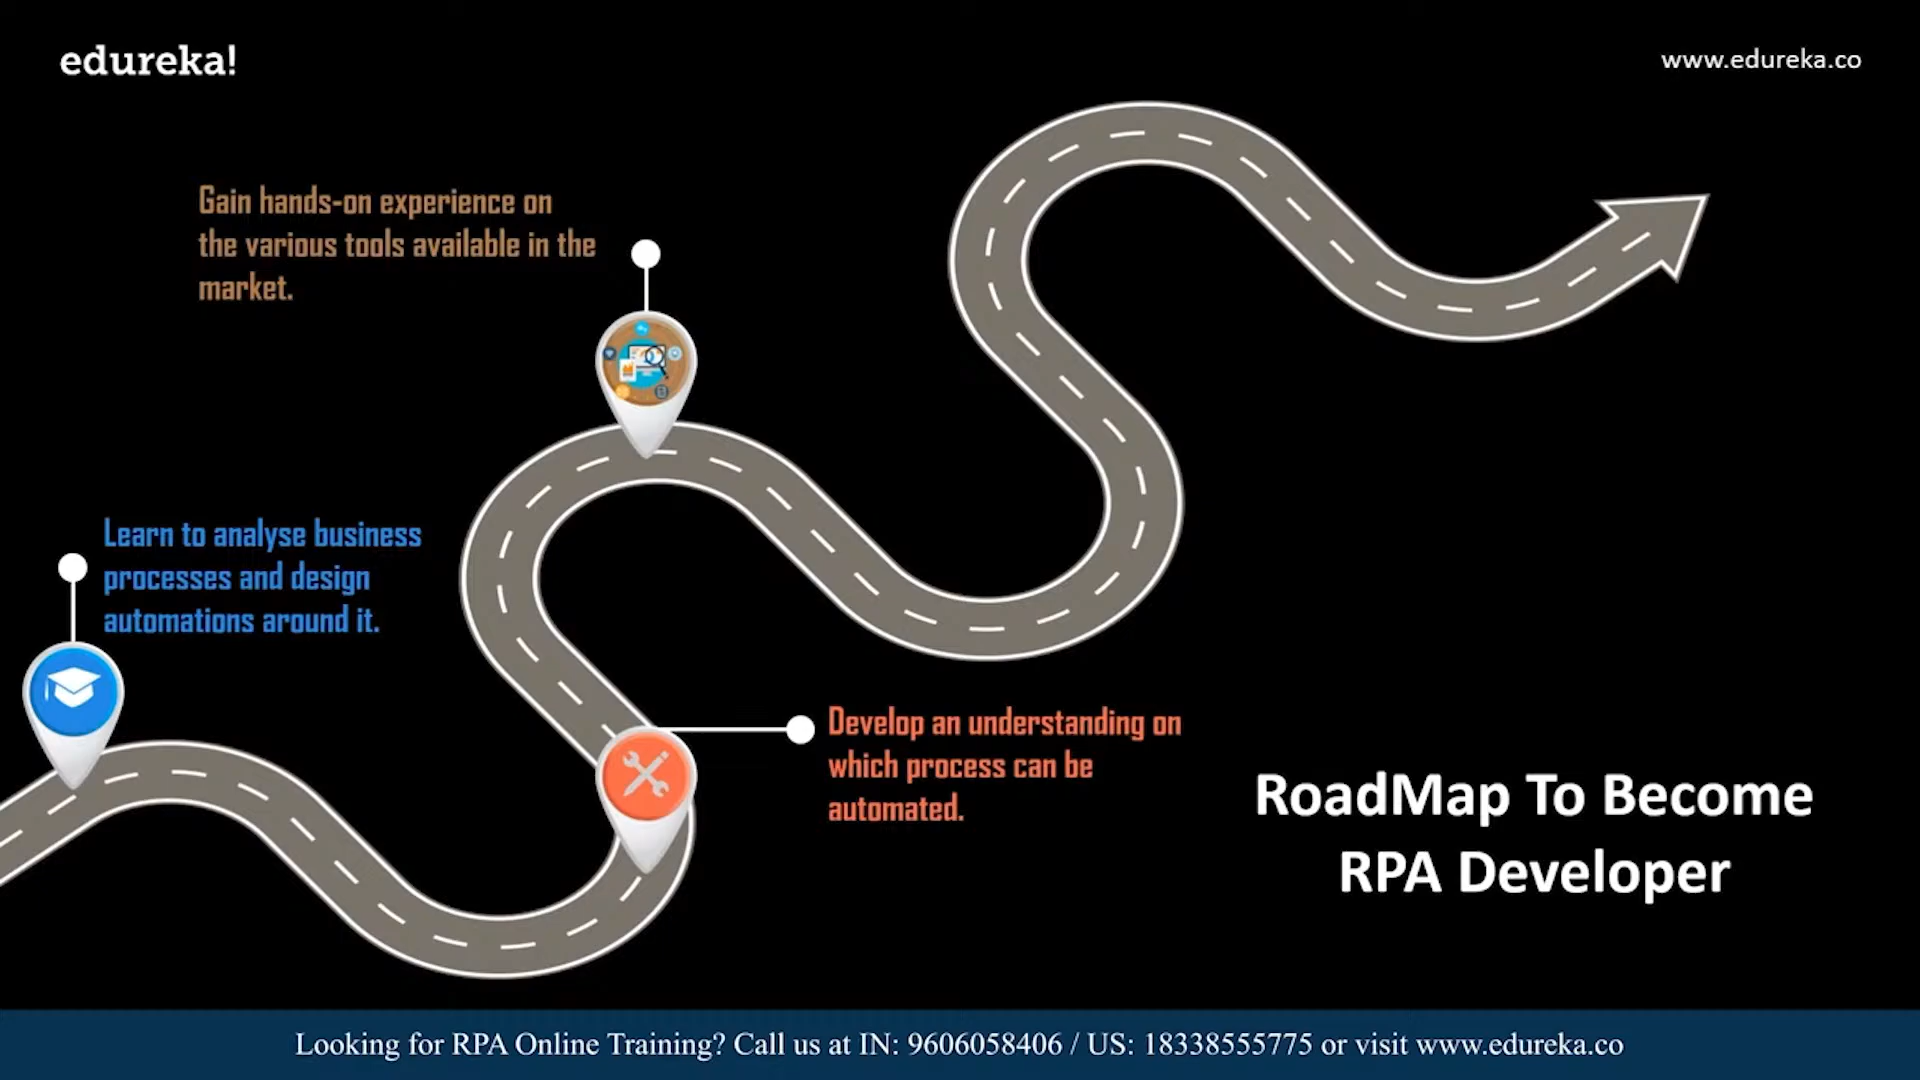 edureka!
www.edureka.co
Gain hands-on experience on
the various tools available in the
market.
Learn to analyse business
processes and design
automations around it.
Develop an understanding on
which process can be
automated.
RoadMap To Become
RPA Developer
Looking for RPA Online Training? Call us at IN: 9606058406 / US: 18338555775 or visit www.edureka.co